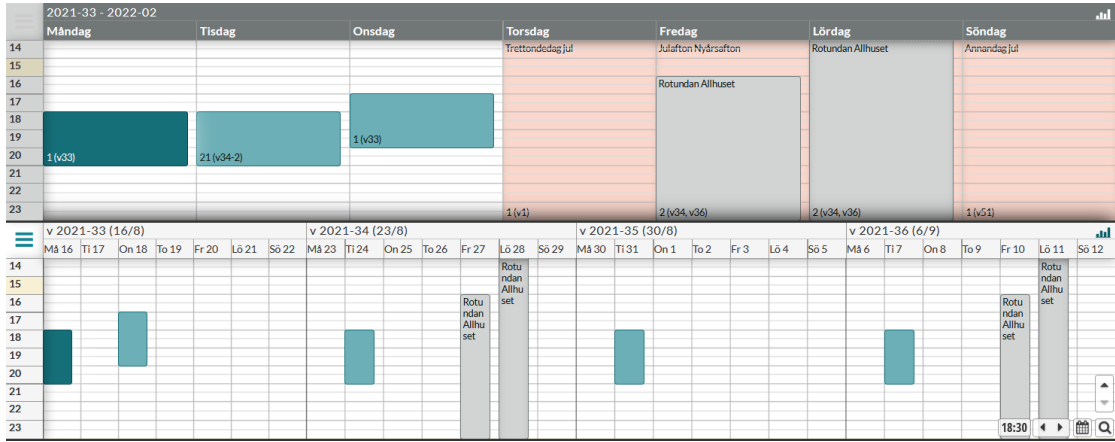 2021-33 - 2022-02
Måndag Tisdag Onsdag Torsdag Fredag Lördag Söndag
14 Trettondedag jul Julafton Nyårsafton Rotundan Allhuset Annandag jul
15
16 Rotundan Allhuset
17
18
19 1 (v33)
20 1 (v33) 21 (v34-2)
21
22
23 1 (v1) 2 (v34, v36) 2 (v34, v36) 1 (v51)
v 2021-33 (16/8) v 2021-34 (23/8) v 2021-35 (30/8) v 2021-36 (6/9)
Må 16 Ti 17 On 18 To 19 Fr 20 Lö 21 Sö 22 Må 23 Ti 24 On 25 To 26 Fr 27 Lö 28 Sö 29 Må 30 Ti 31 On 1 To 2 Fr 3 Lö 4 Sö 5 Må 6 Ti 7 On 8 To 9 Fr 10 Lö 11 Sö 12
14 Rotu Rotu
15 ndan ndan
Allhu Allhu
16 Rotu set Rotu set
ndan ndan
17 Allhu Allhu
18 set set
19
20
21
22
23 18:30